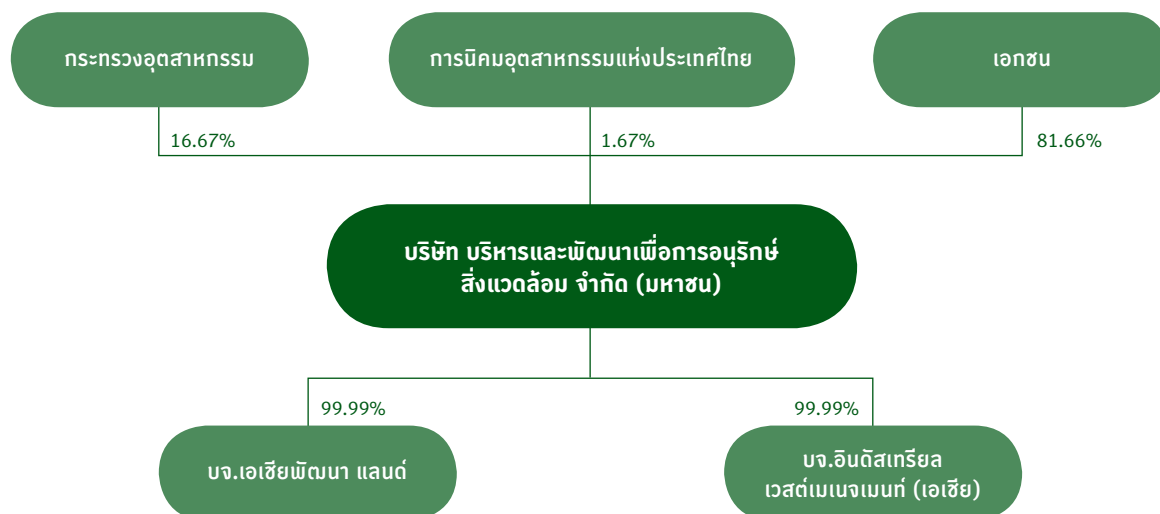 กระทรวงอุตสาหกรรม
การนิคมอุตสาหกรรมแห่งประเทศไทย
เอกชน
16.67%
1.67%
81.66%
บริษัท บริหารและพัฒนาเพื่อการอนุรักษ์
สิ่งแวดล้อม จำกัด (มหาชน)
99.99%
99.99%
บจ.เอเชียพัฒนา แลนด์
บจ.อินดัสเทรียล
เวสต์เมเนจเมนท์ (เอเชีย)